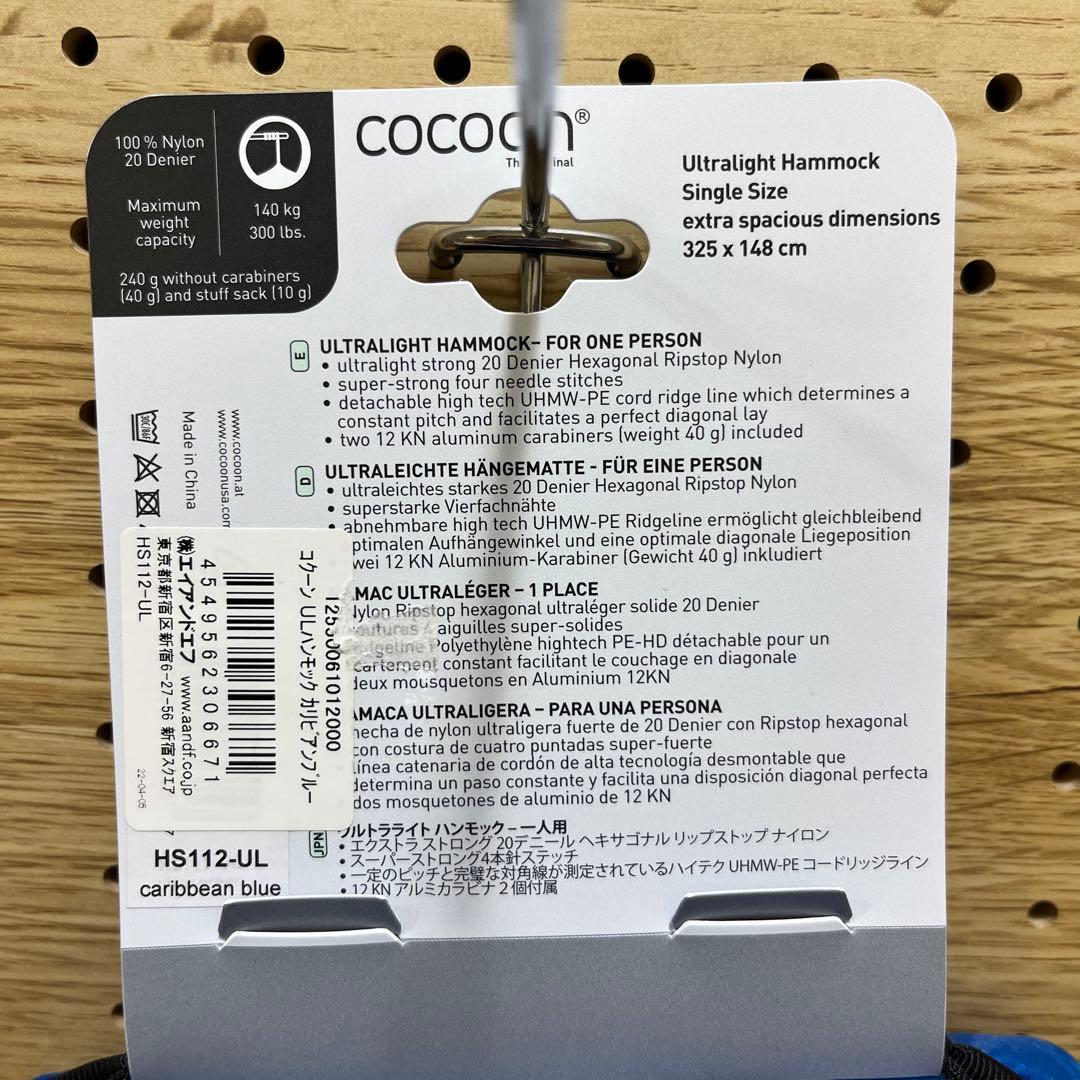 100 % Nylon
20 Denier
Maximum
weight
capacity
140 kg
300 lbs.
240 g without carabiners
(40 g) and stuff sack (10 g)
cocoon®
Ultralight Hammock
Single Size
extra spacious dimensions
325 x 148 cm
E
ULTRALIGHT HAMMOCK– FOR ONE PERSON
• ultralight strong 20 Denier Hexagonal Ripstop Nylon
• super-strong four needle stitches
• detachable high tech UHMW-PE cord ridge line which determines a
constant pitch and facilitates a perfect diagonal lay
• two 12 KN aluminum carabiners (weight 40 g) included
D
ULTRALEICHTE HÄNGEMATTE - FÜR EINE PERSON
• ultraleichtes starkes 20 Denier Hexagonal Ripstop Nylon
• superstarke Vierfachnähte
abnehmbare high tech UHMW-PE Ridgeline ermöglicht gleichbleibend
ptimalen Aufhängewinkel und eine optimale diagonale Liegeposition
wei 12 KN Aluminium-Karabiner (Gewicht 40 g) inkludiert
AMAC ULTRALÉGER – 1 PLACE
Nylon Ripstop hexagonal ultraléger solide 20 Denier
outures 4 aiguilles super-solides
Polyethylène hightech PE-HD détachable pour un
cartement constant facilitant le couchage en diagonale
deux mousquetons en Aluminium 12KN
AMACA ULTRALIGERA – PARA UNA PERSONA
hecha de nylon ultraligera fuerte de 20 Denier con Ripstop hexagonal
con costura de cuatro puntadas super-fuerte
línea catenaria de cordón de alta tecnología desmontable que
determina un paso constante y facilita una disposición diagonal perfecta
dos mosquetones de aluminio de 12 KN
JPN
ウルトラライト ハンモック – 一人用
• エクストラ ストロング 20デニール ヘキサゴナル リップストップ ナイロン
• スーパーストロング4本針ステッチ
• 一定のピッチと完璧な対角線が測定されているハイテク UHMW-PE コードリッジライン
• 12 KN アルミカラビナ 2 個付属
www.cocoon.at
www.cocoonusa.com
Made in China
30C/86F
コクーン ULハンモック カリビアンブルー
4549562306671
(株)エイアンドエフ www.aandf.co.jp
東京都新宿区新宿6-27-56 新宿スクエア
HS112-UL
22-04-05
HS112-UL
caribbean blue